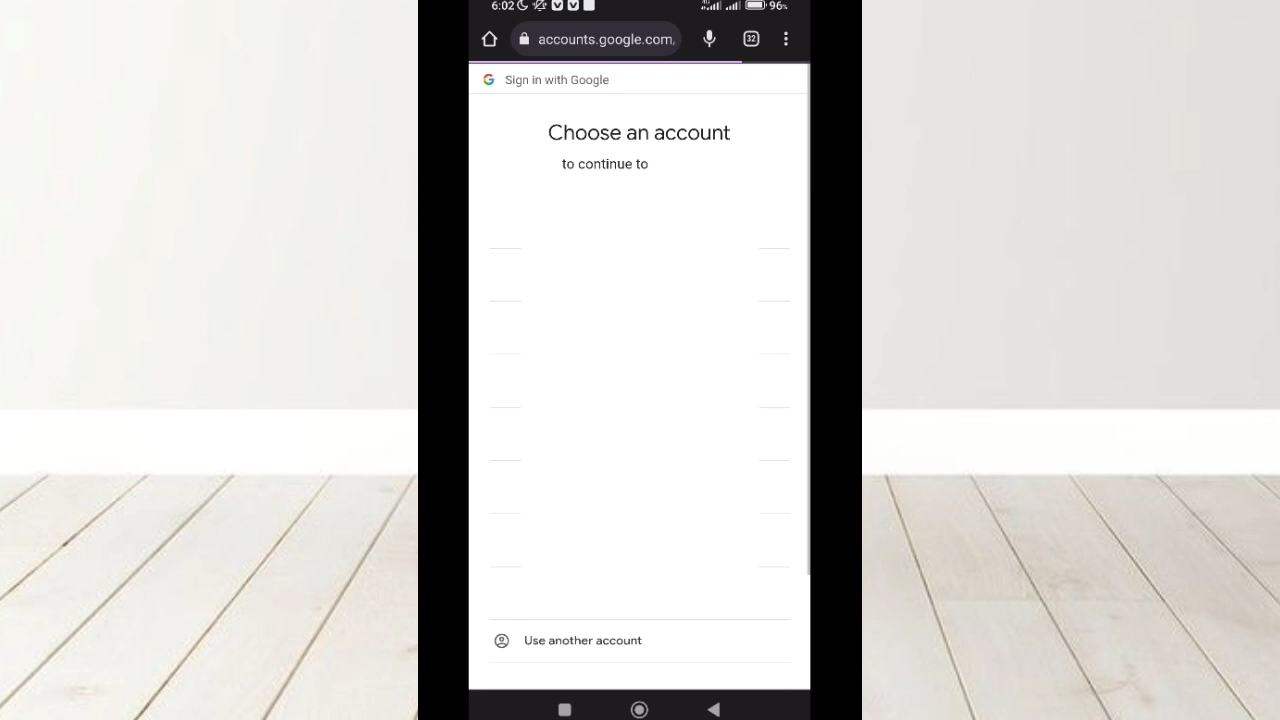 6:02 96%
accounts.google.com, 32
Sign in with Google
Choose an account
to continue to
Use another account